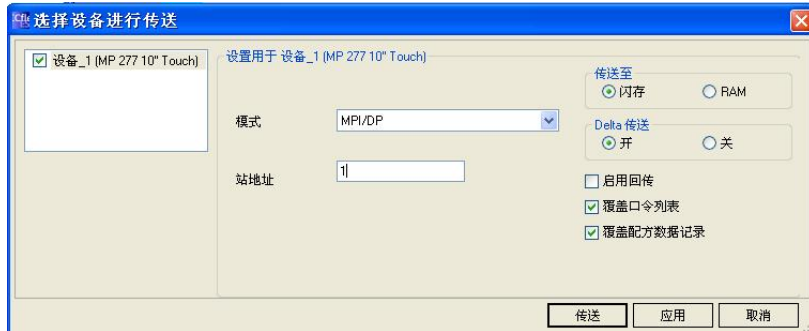 选择设备进行传送
设备_1 (MP 277 10" Touch)
设置用于 设备_1 (MP 277 10" Touch)
模式
MPI/DP
站地址
1
传送至
闪存
RAM
Delta 传送
开
关
启用回传
覆盖口令列表
覆盖配方数据记录
传送
应用
取消